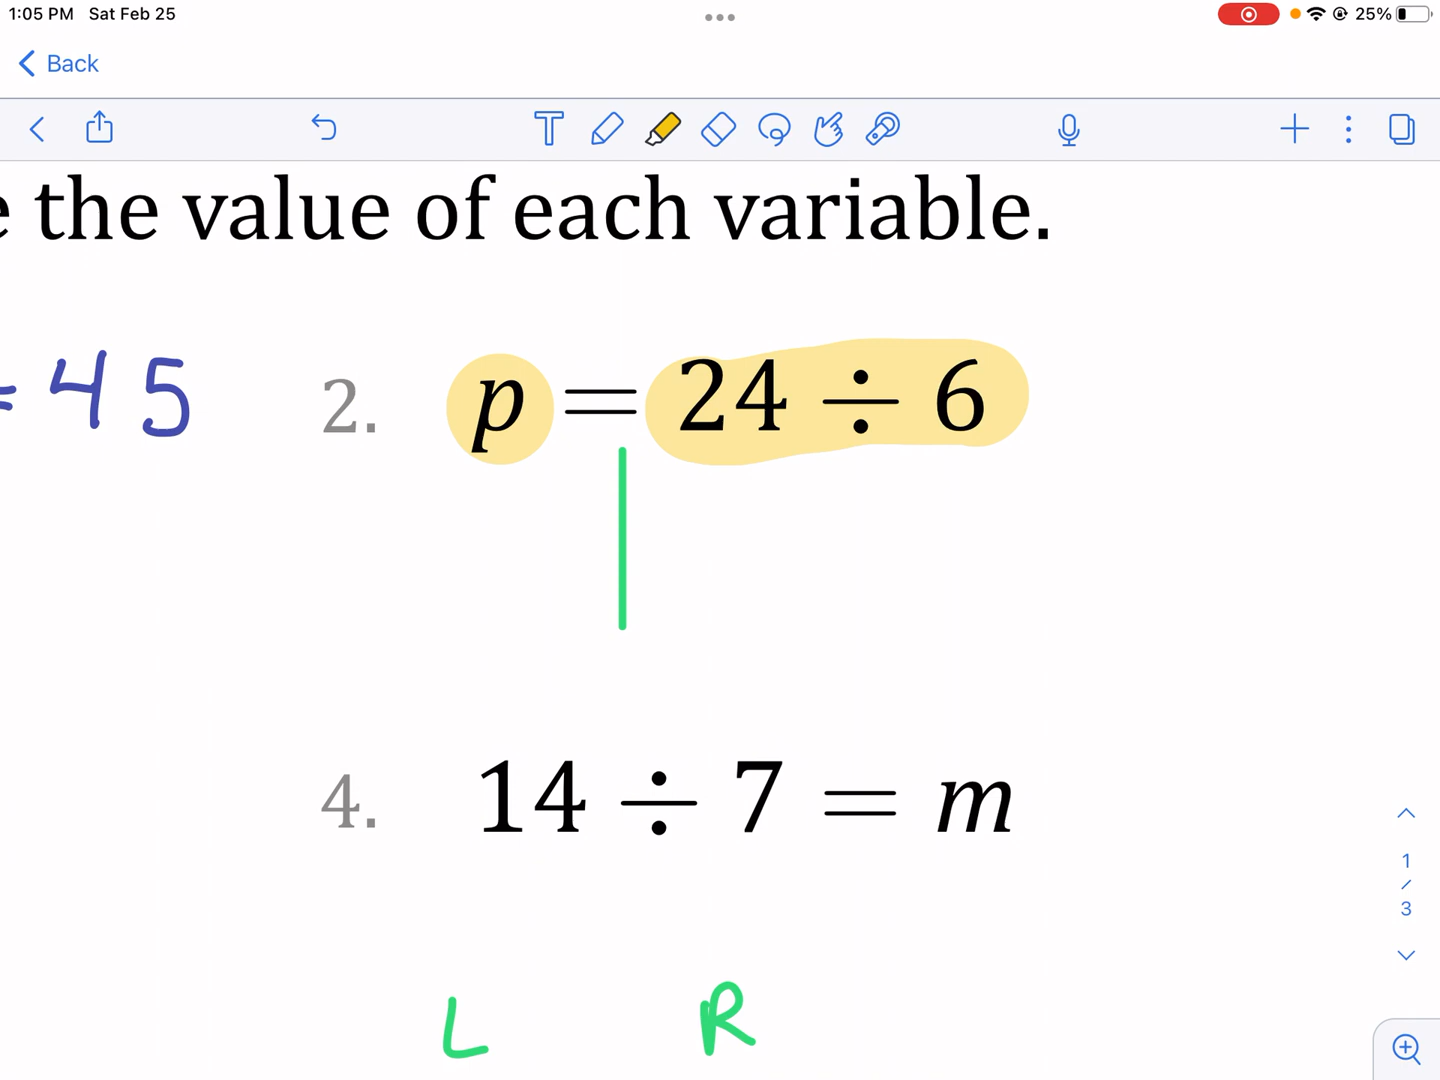 1:05 PM Sat Feb 25 25%
Back
the value of each variable.
= 45 2. p = 24 ÷ 6
4. 14 ÷ 7 = m
1
/
3
L R